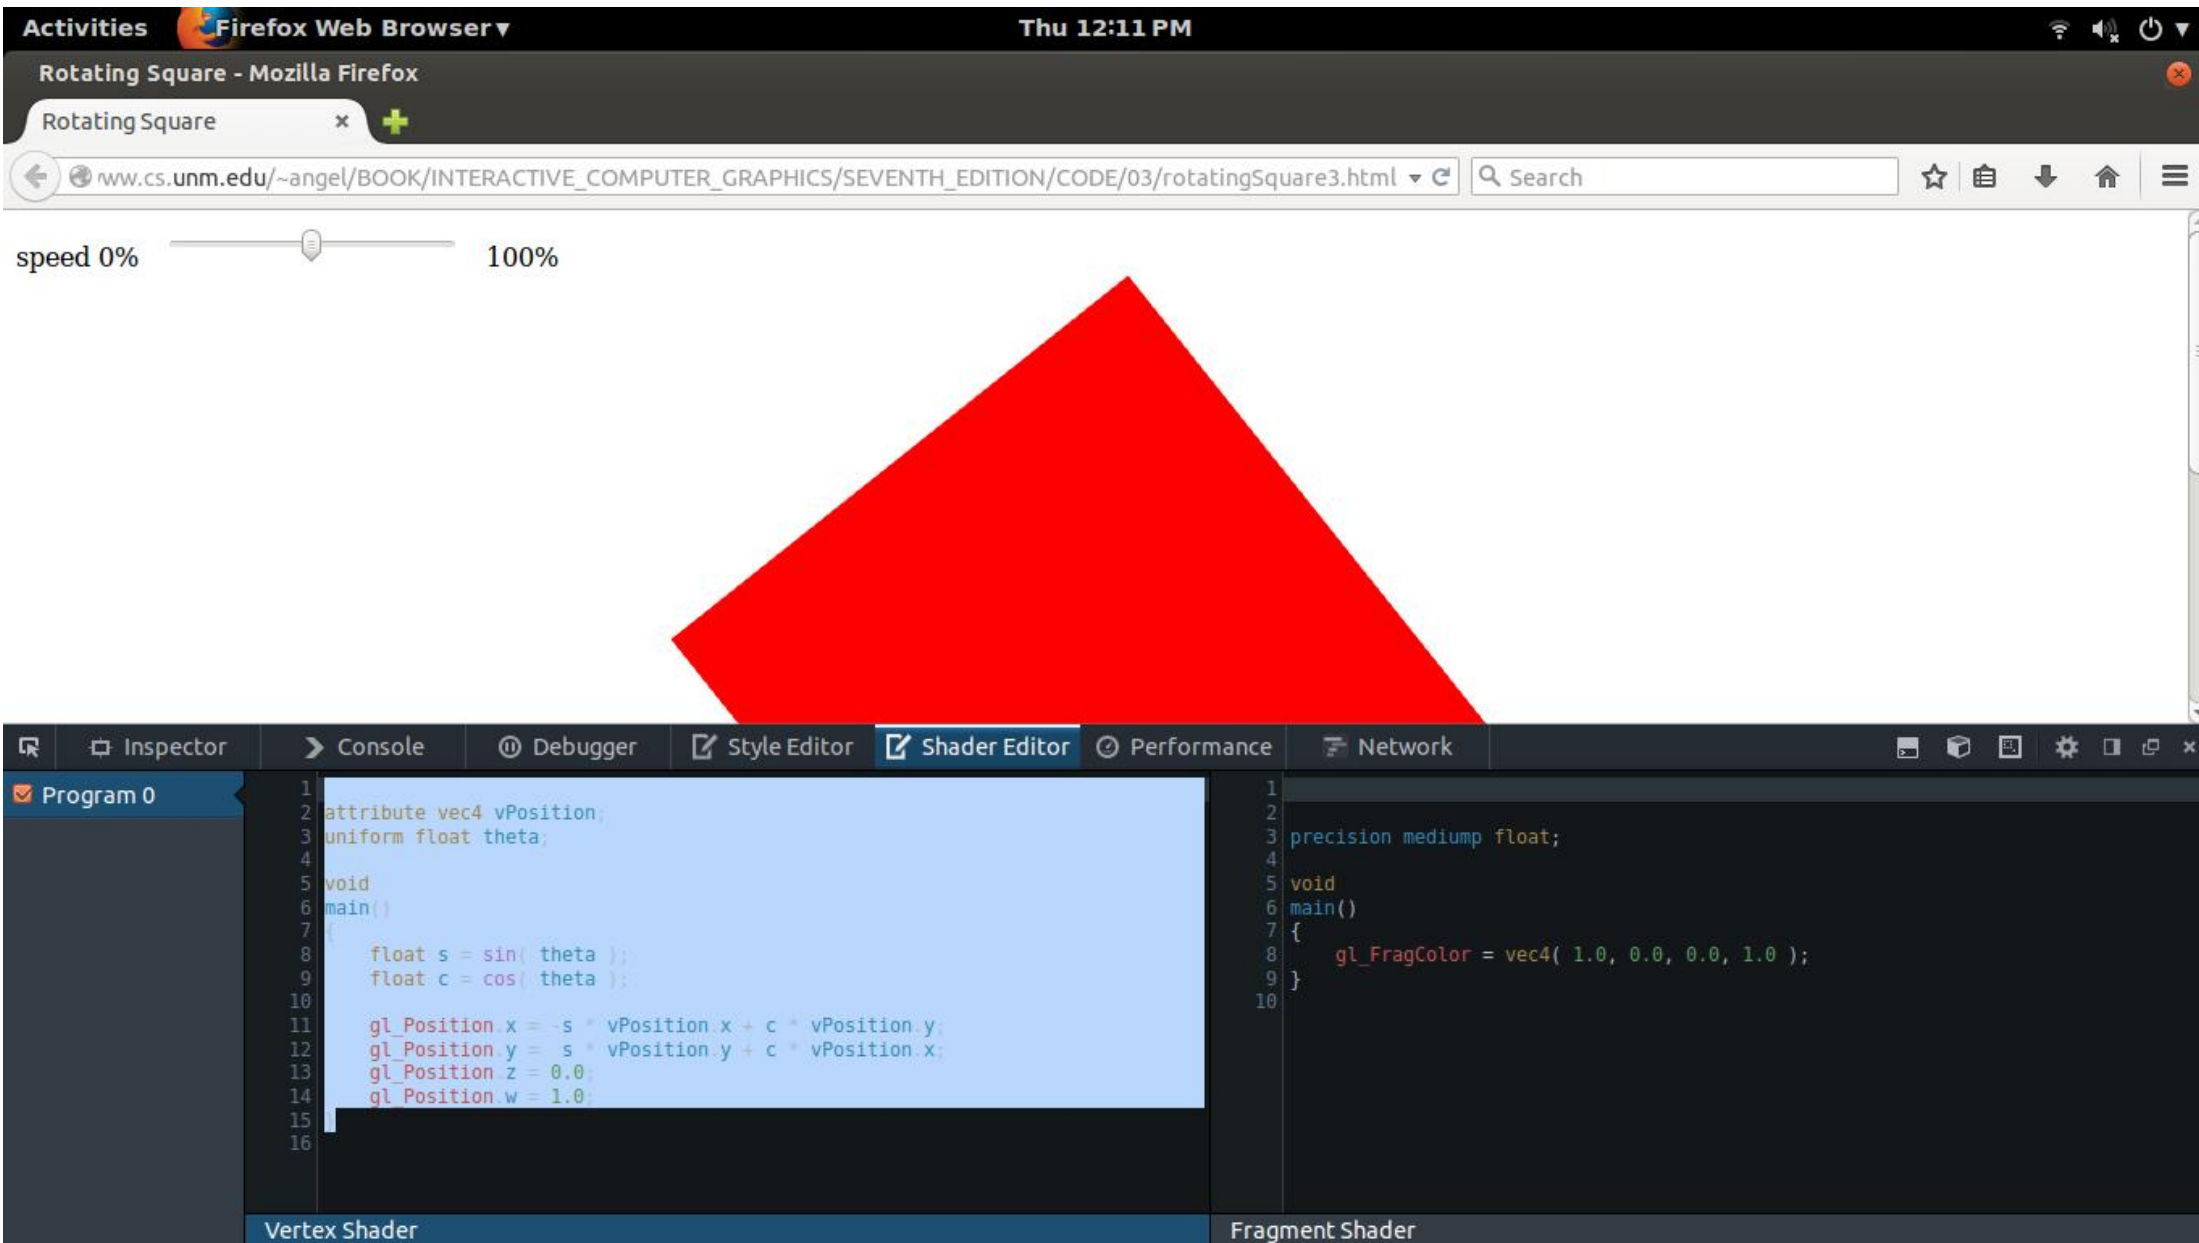 Activities Firefox Web Browser Thu 12:11 PM
Rotating Square - Mozilla Firefox
Rotating Square
ww.cs.unm.edu/~angel/BOOK/INTERACTIVE_COMPUTER_GRAPHICS/SEVENTH_EDITION/CODE/03/rotatingSquare3.html Search
speed 0% 100%
Inspector Console Debugger Style Editor Shader Editor Performance Network
Program 0
1
2 attribute vec4 vPosition;
3 uniform float theta;
4
5 void
6 main()
7 {
8 float s = sin( theta );
9 float c = cos( theta );
10
11 gl_Position.x = -s * vPosition.x + c * vPosition.y;
12 gl_Position.y =  s * vPosition.y + c * vPosition.x;
13 gl_Position.z = 0.0;
14 gl_Position.w = 1.0;
15 }
16
Vertex Shader
1
2
3 precision mediump float;
4
5 void
6 main()
7 {
8 gl_FragColor = vec4( 1.0, 0.0, 0.0, 1.0 );
9 }
10
Fragment Shader